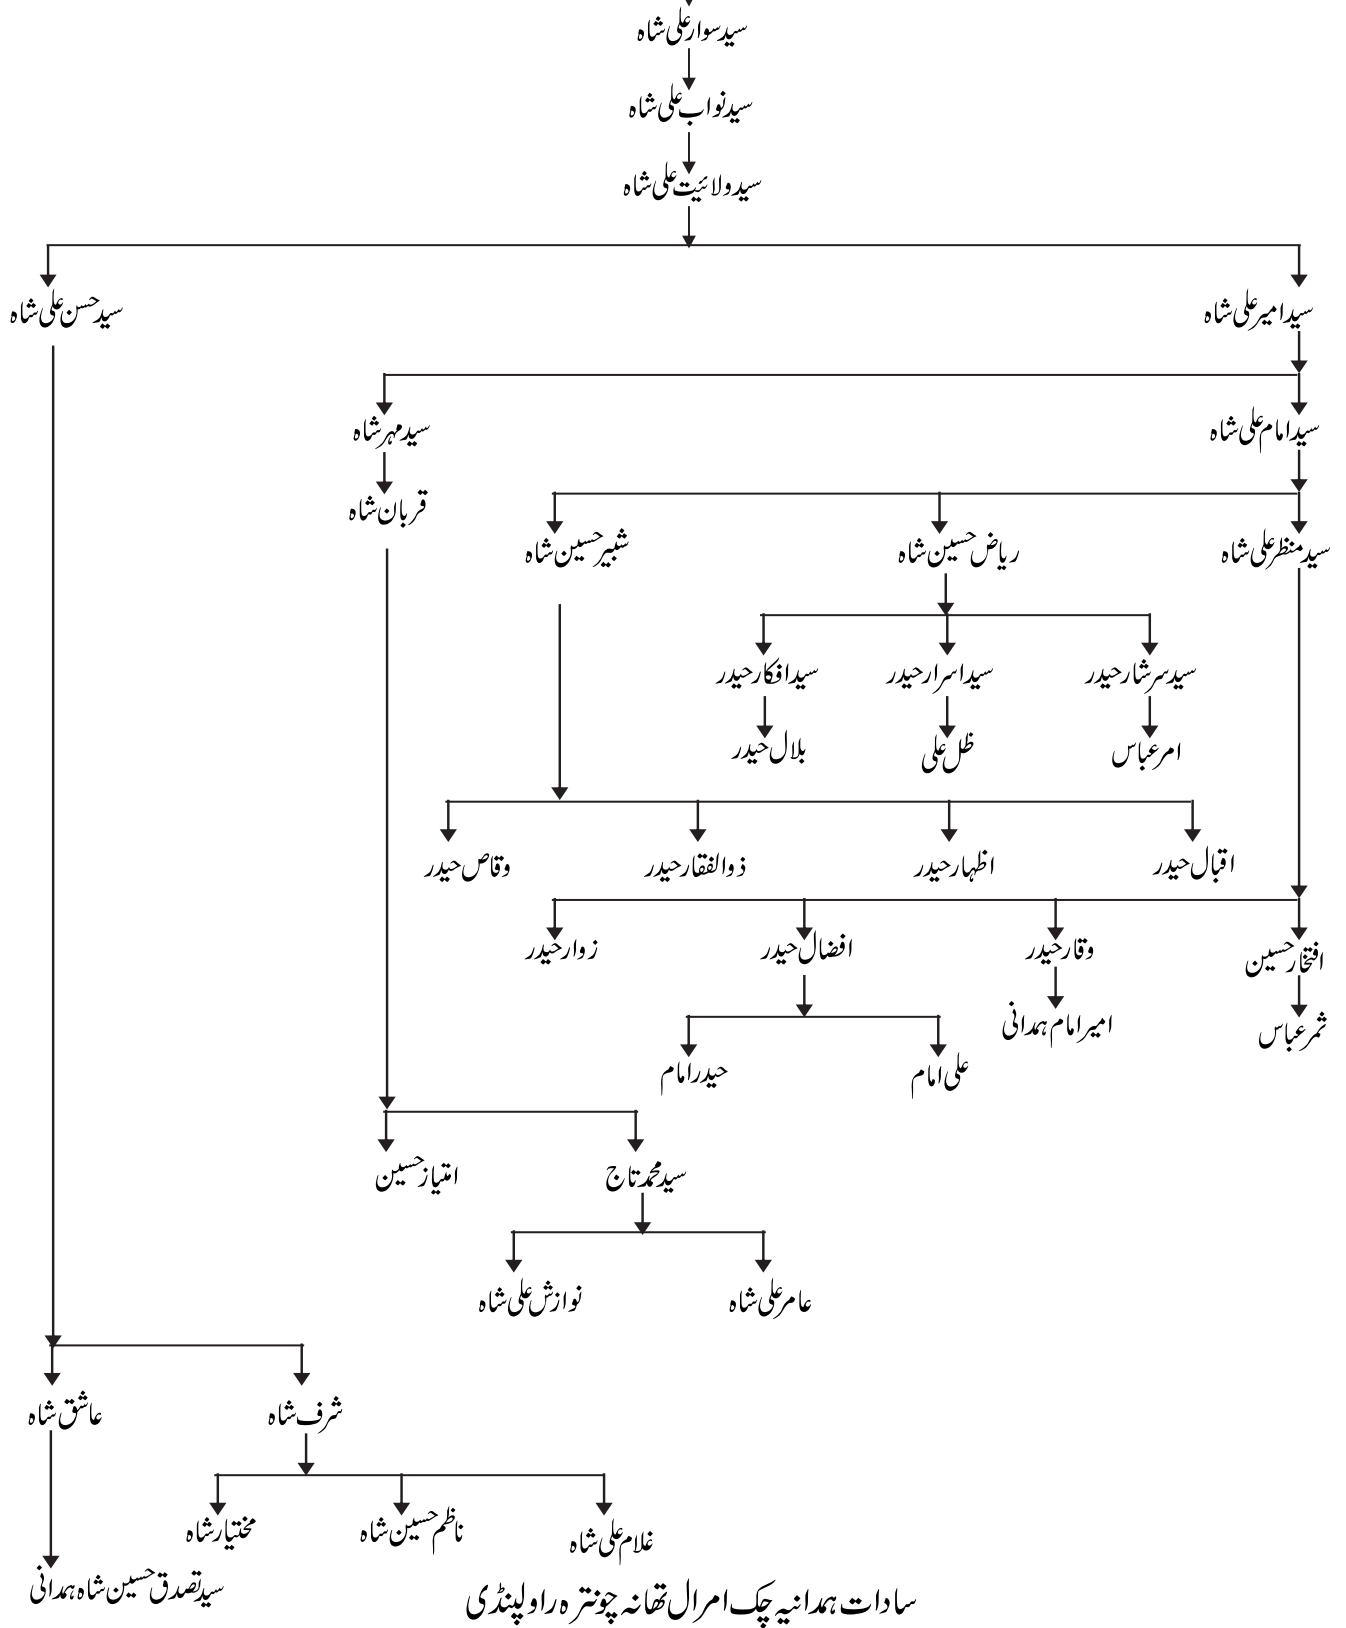 سید سوار علی شاہ
سید نواب علی شاہ
سید ولائیت علی شاہ
سید امیر علی شاہ
سید حسن علی شاہ
سید امام علی شاہ
سید مہر شاہ
قربان شاہ
سید منظر علی شاہ
ریاض حسین شاہ
شبیر حسین شاہ
سید سرشار حیدر
سید اسرار حیدر
سید افکار حیدر
امر عباس
ظل علی
بلال حیدر
اقبال حیدر
اظہار حیدر
ذوالفقار حیدر
وقاص حیدر
افتخار حسین
وقار حیدر
افضال حیدر
زوار حیدر
ثمر عباس
امیر امام ہمدانی
علی امام
حیدر امام
سید محمد تاج
امتیاز حسین
عامر علی شاہ
نوازش علی شاہ
شرف شاہ
عاشق شاہ
غلام علی شاہ
ناظم حسین شاہ
مختیار شاہ
سید تصدق حسین شاہ ہمدانی
سادات ہمدانیہ چک امرال تھانہ چونترہ راولپنڈی